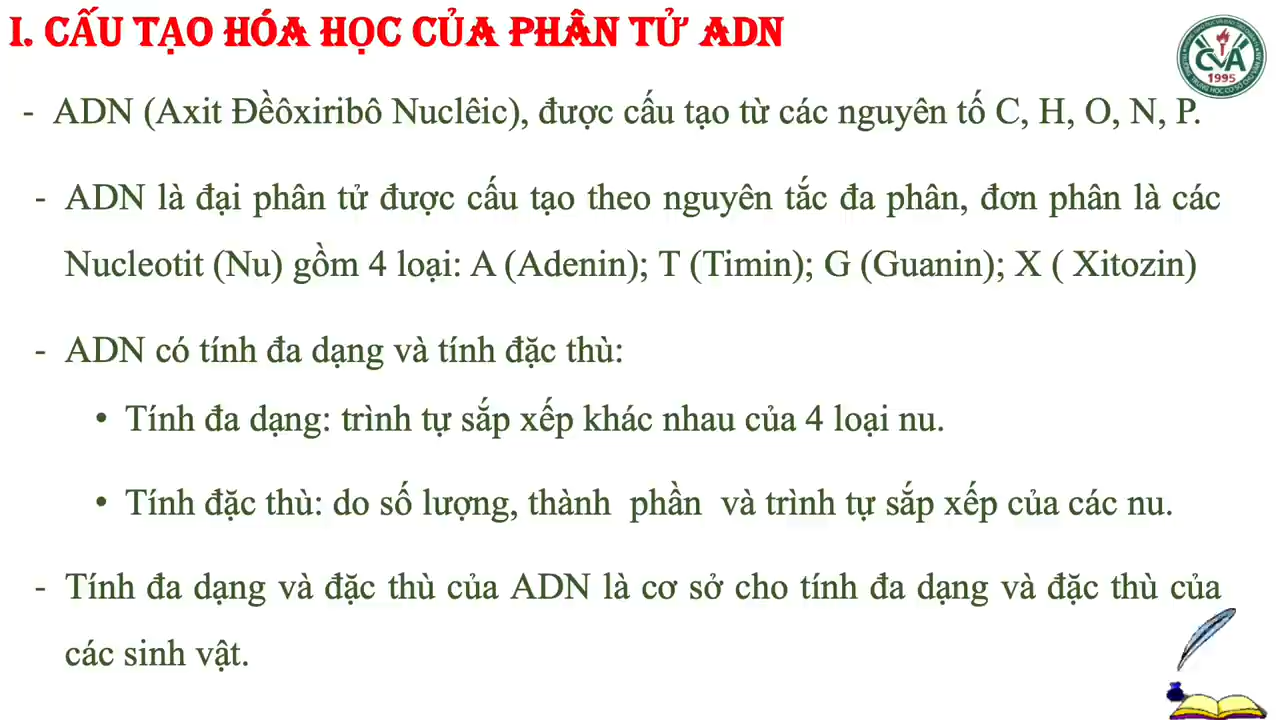 I. CẤU TẠO HÓA HỌC CỦA PHÂN TỬ ADN
CVA
1995
- ADN (Axit Đềôxiribô Nuclêic), được cấu tạo từ các nguyên tố C, H, O, N, P.
- ADN là đại phân tử được cấu tạo theo nguyên tắc đa phân, đơn phân là các
Nucleotit (Nu) gồm 4 loại: A (Adenin); T (Timin); G (Guanin); X ( Xitozin)
- ADN có tính đa dạng và tính đặc thù:
• Tính đa dạng: trình tự sắp xếp khác nhau của 4 loại nu.
• Tính đặc thù: do số lượng, thành phần và trình tự sắp xếp của các nu.
- Tính đa dạng và đặc thù của ADN là cơ sở cho tính đa dạng và đặc thù của
các sinh vật.